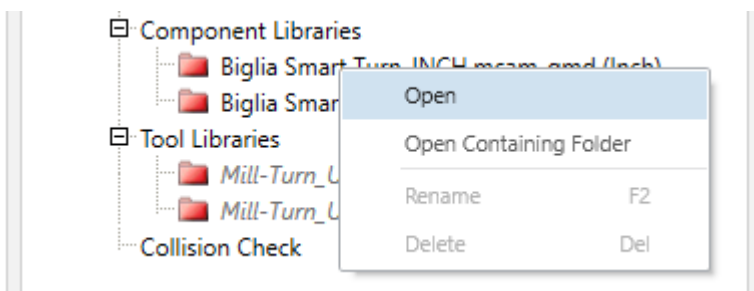 Component Libraries
Biglia Smart Turn_INCH.mcam-gmd (Inch)
Biglia Smar
Open
Tool Libraries
Open Containing Folder
Mill-Turn_U
Rename F2
Mill-Turn_U
Collision Check
Delete Del